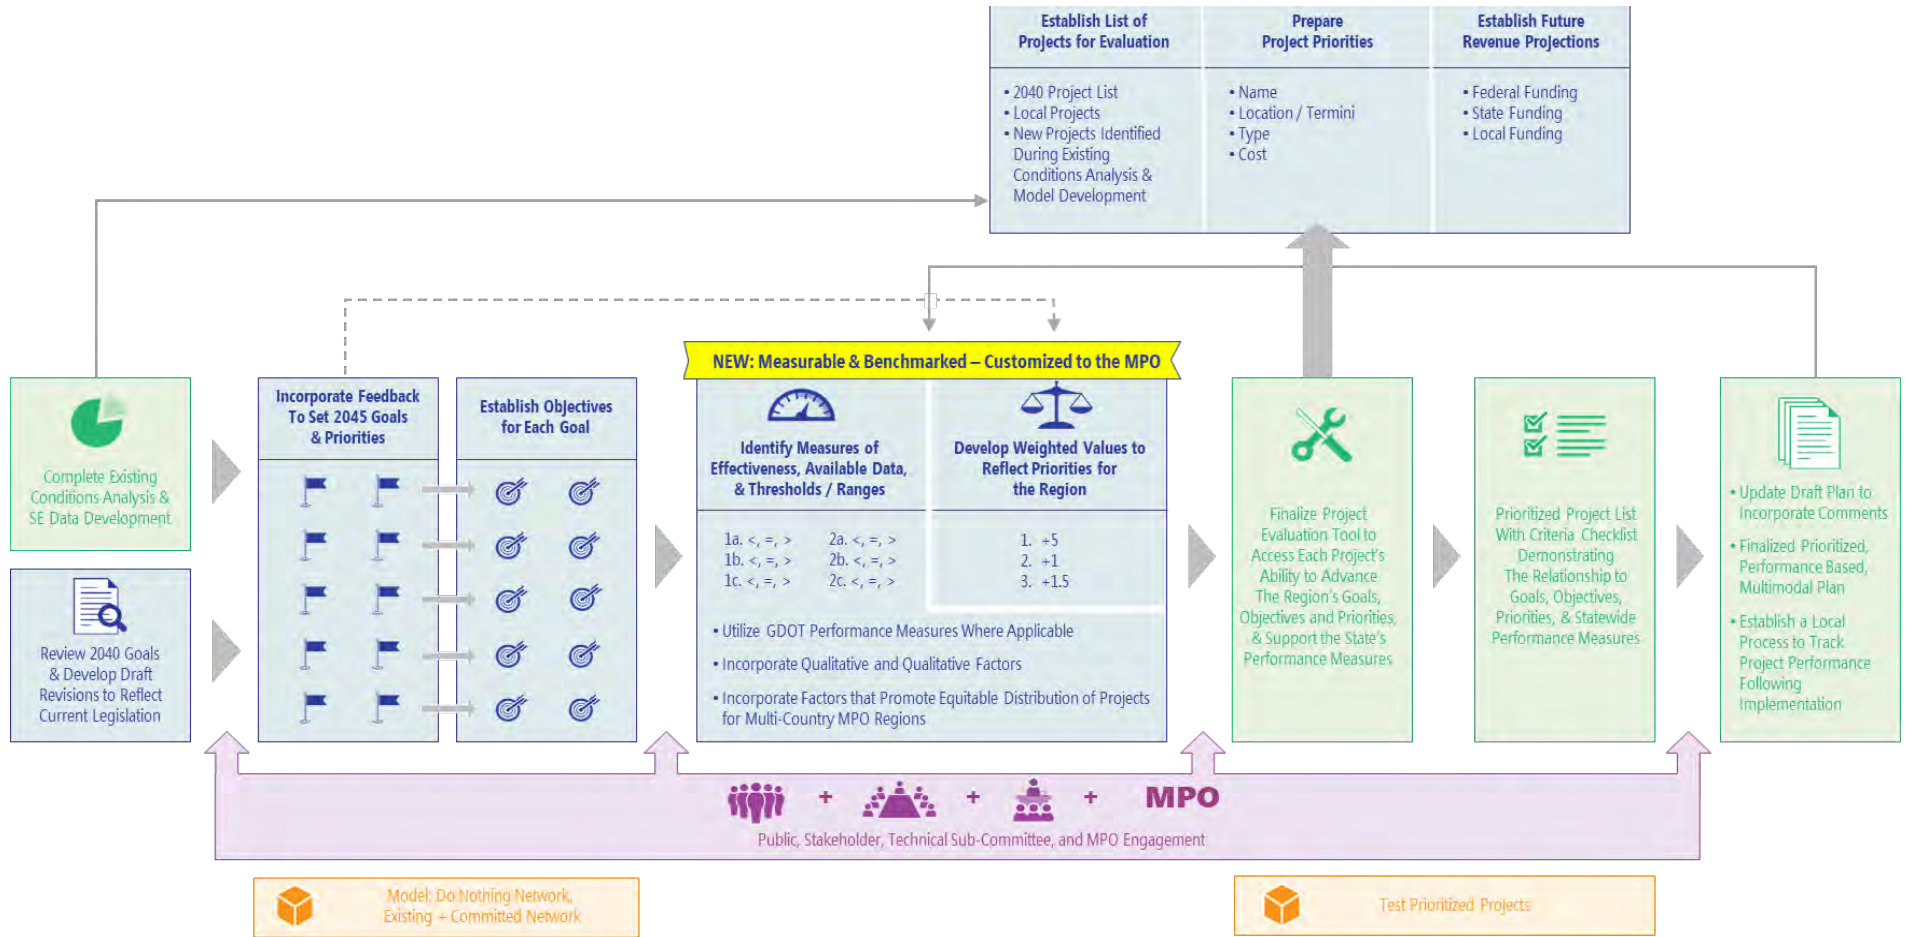 Establish List of
Projects for Evaluation
• 2040 Project List
• Local Projects
• New Projects Identified
During Existing
Conditions Analysis &
Model Development
Prepare
Project Priorities
• Name
• Location / Termini
• Type
• Cost
Establish Future
Revenue Projections
• Federal Funding
• State Funding
• Local Funding
Complete Existing
Conditions Analysis &
SE Data Development
Review 2040 Goals
& Develop Draft
Revisions to Reflect
Current Legislation
Incorporate Feedback
To Set 2045 Goals
& Priorities
Establish Objectives
for Each Goal
NEW: Measurable & Benchmarked – Customized to the MPO
Identify Measures of
Effectiveness, Available Data,
& Thresholds / Ranges
1a. <, =, >
1b. <, =, >
1c. <, =, >
2a. <, =, >
2b. <, =, >
2c. <, =, >
Develop Weighted Values to
Reflect Priorities for
the Region
1. +5
2. +1
3. +1.5
• Utilize GDOT Performance Measures Where Applicable
• Incorporate Qualitative and Qualitative Factors
• Incorporate Factors that Promote Equitable Distribution of Projects
for Multi-Country MPO Regions
Finalize Project
Evaluation Tool to
Access Each Project's
Ability to Advance
The Region's Goals,
Objectives and Priorities,
& Support the State's
Performance Measures
Prioritized Project List
With Criteria Checklist
Demonstrating
The Relationship to
Goals, Objectives,
Priorities, & Statewide
Performance Measures
• Update Draft Plan to
Incorporate Comments
• Finalized Prioritized,
Performance Based,
Multimodal Plan
• Establish a Local
Process to Track
Project Performance
Following
Implementation
+ + + MPO
Public, Stakeholder, Technical Sub-Committee, and MPO Engagement
Model: Do Nothing Network,
Existing + Committed Network
Test Prioritized Projects